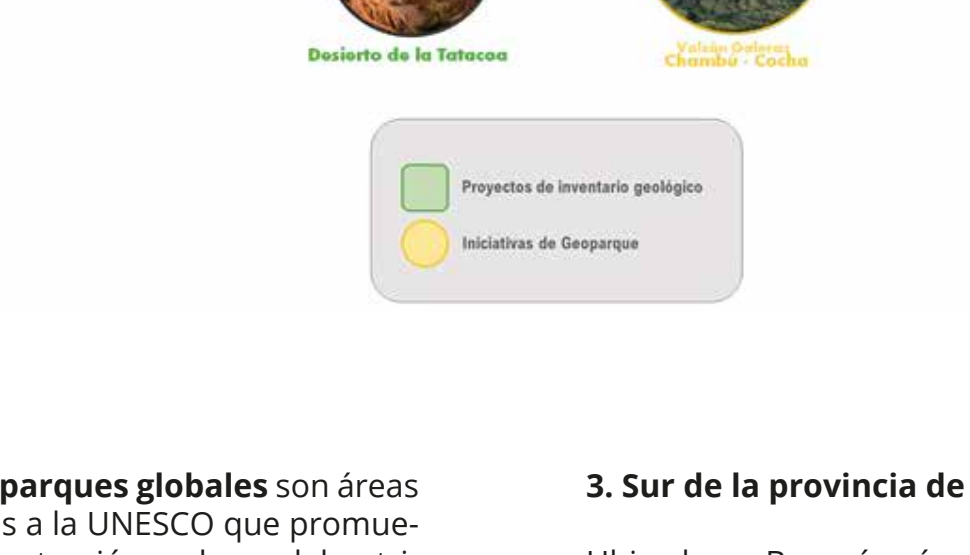 Desierto de la Tatacoa
Volcán Galeras
Chambú - Cocha
Proyectos de inventario geológico
Iniciativas de Geoparque
parques globales son áreas
s a la UNESCO que promue-
3. Sur de la provincia de